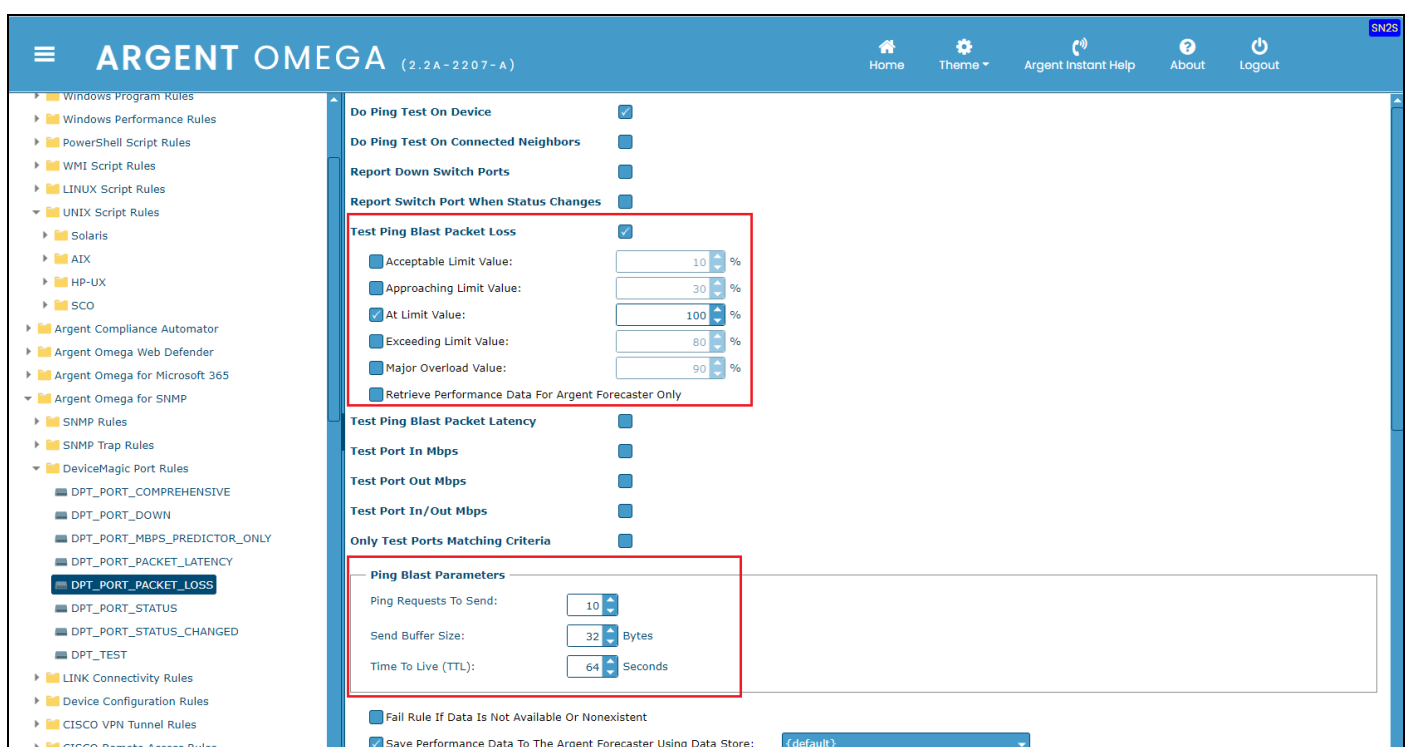 SN2S
ARGENT OMEGA (2.2A-2207-A)
Home
Theme
Argent Instant Help
About
Logout
Windows Program Rules
Windows Performance Rules
PowerShell Script Rules
WMI Script Rules
LINUX Script Rules
UNIX Script Rules
Solaris
AIX
HP-UX
SCO
Argent Compliance Automator
Argent Omega Web Defender
Argent Omega for Microsoft 365
Argent Omega for SNMP
SNMP Rules
SNMP Trap Rules
DeviceMagic Port Rules
DPT_PORT_COMPREHENSIVE
DPT_PORT_DOWN
DPT_PORT_MBPS_PREDICTOR_ONLY
DPT_PORT_PACKET_LATENCY
DPT_PORT_PACKET_LOSS
DPT_PORT_STATUS
DPT_PORT_STATUS_CHANGED
DPT_TEST
LINK Connectivity Rules
Device Configuration Rules
CISCO VPN Tunnel Rules
CISCO Remote Access Rules
Do Ping Test On Device
Do Ping Test On Connected Neighbors
Report Down Switch Ports
Report Switch Port When Status Changes
Test Ping Blast Packet Loss
Acceptable Limit Value: 10 %
Approaching Limit Value: 30 %
At Limit Value: 100 %
Exceeding Limit Value: 80 %
Major Overload Value: 90 %
Retrieve Performance Data For Argent Forecaster Only
Test Ping Blast Packet Latency
Test Port In Mbps
Test Port Out Mbps
Test Port In/Out Mbps
Only Test Ports Matching Criteria
Ping Blast Parameters
Ping Requests To Send: 10
Send Buffer Size: 32 Bytes
Time To Live (TTL): 64 Seconds
Fail Rule If Data Is Not Available Or Nonexistent
Save Performance Data To The Argent Forecaster Using Data Store: {default}